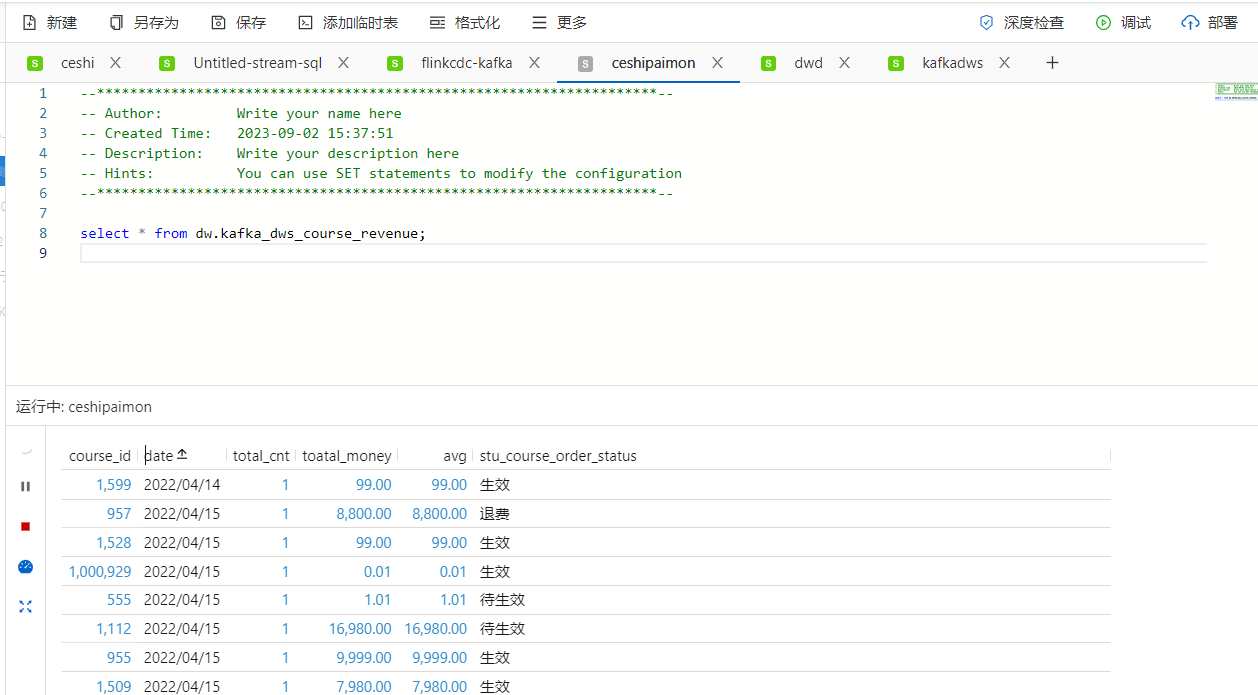 新建 另存为 保存 添加临时表 格式化 更多 深度检查 调试 部署
S ceshi S Untitled-stream-sql S flinkcdc-kafka S ceshipaimon S dwd S kafkadws
1 --********************************************************************--
2 -- Author: Write your name here
3 -- Created Time: 2023-09-02 15:37:51
4 -- Description: Write your description here
5 -- Hints: You can use SET statements to modify the configuration
6 --********************************************************************--
7
8 select * from dw.kafka_dws_course_revenue;
9
运行中: ceshipaimon
course_id date total_cnt toatal_money avg stu_course_order_status
1,599 2022/04/14 1 99.00 99.00 生效
957 2022/04/15 1 8,800.00 8,800.00 退费
1,528 2022/04/15 1 99.00 99.00 生效
1,000,929 2022/04/15 1 0.01 0.01 生效
555 2022/04/15 1 1.01 1.01 待生效
1,112 2022/04/15 1 16,980.00 16,980.00 待生效
955 2022/04/15 1 9,999.00 9,999.00 生效
1,509 2022/04/15 1 7,980.00 7,980.00 生效